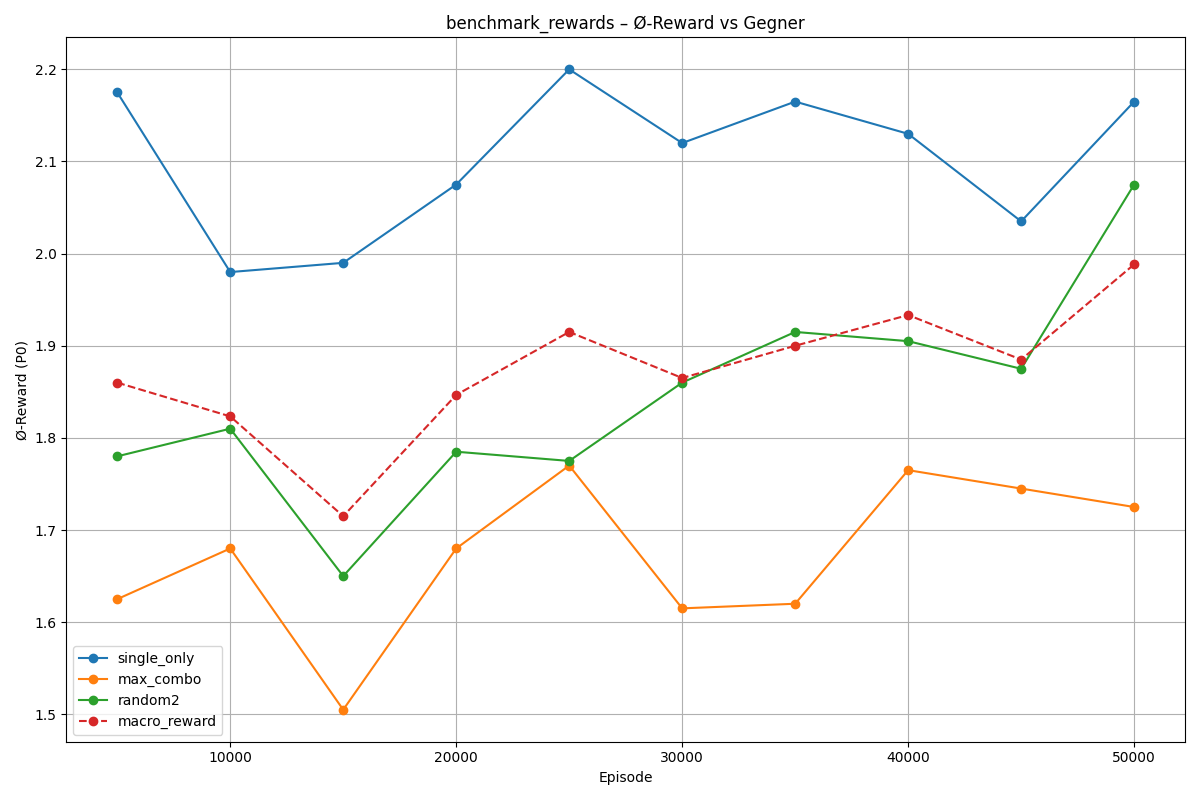 benchmark_rewards – Ø-Reward vs Gegner
Ø-Reward (P0)
2.2
2.1
2.0
1.9
1.8
1.7
1.6
1.5
single_only
max_combo
random2
macro_reward
10000 20000 30000 40000 50000
Episode